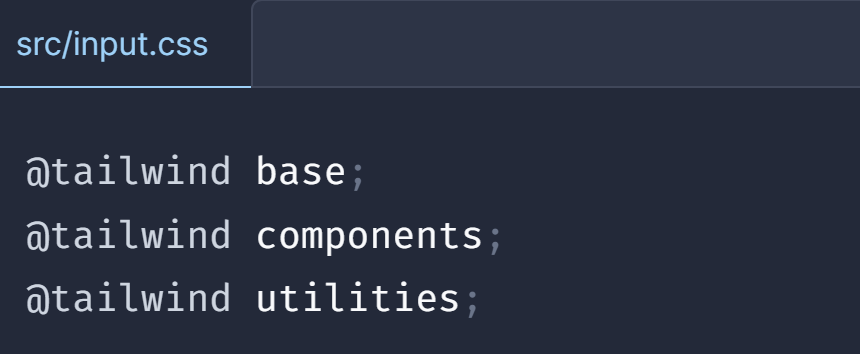 src/input.css
@tailwind base;
@tailwind components;
@tailwind utilities;